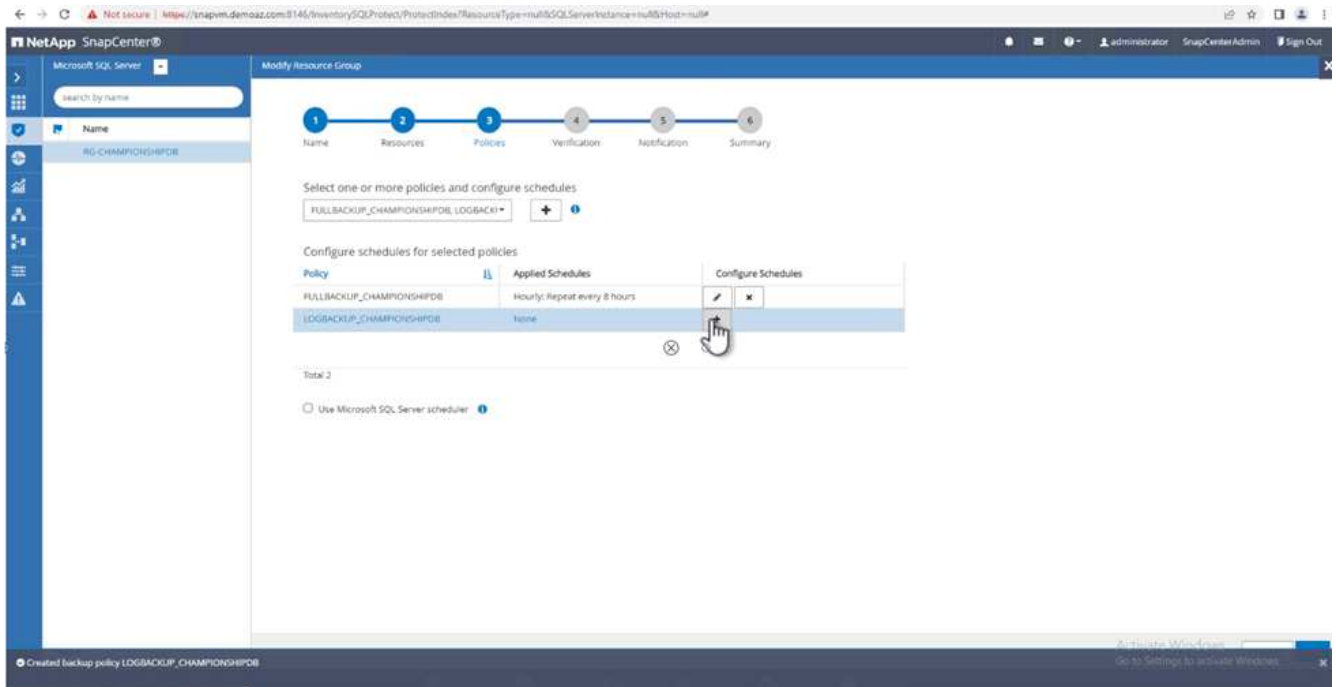 Not secure | https://snapvm.demoaz.com:8146/InventorySQLProtect/ProtectIndex?ResourceType=null&SQLServerInstance=null&Host=null#
NetApp SnapCenter®
administrator SnapCenterAdmin Sign Out
Microsoft SQL Server
Modify Resource Group
search by name
Name
RG-CHAMPIONSHIPDB
1 2 3 4 5 6
Name Resources Policies Verification Notification Summary
Select one or more policies and configure schedules
FULLBACKUP_CHAMPIONSHIPDB, LOGBACKU
Configure schedules for selected policies
Policy Applied Schedules Configure Schedules
FULLBACKUP_CHAMPIONSHIPDB Hourly: Repeat every 8 hours
LOGBACKUP_CHAMPIONSHIPDB None
Total 2
Use Microsoft SQL Server scheduler
Activate Windows
Go to Settings to activate Windows.
Created backup policy LOGBACKUP_CHAMPIONSHIPDB